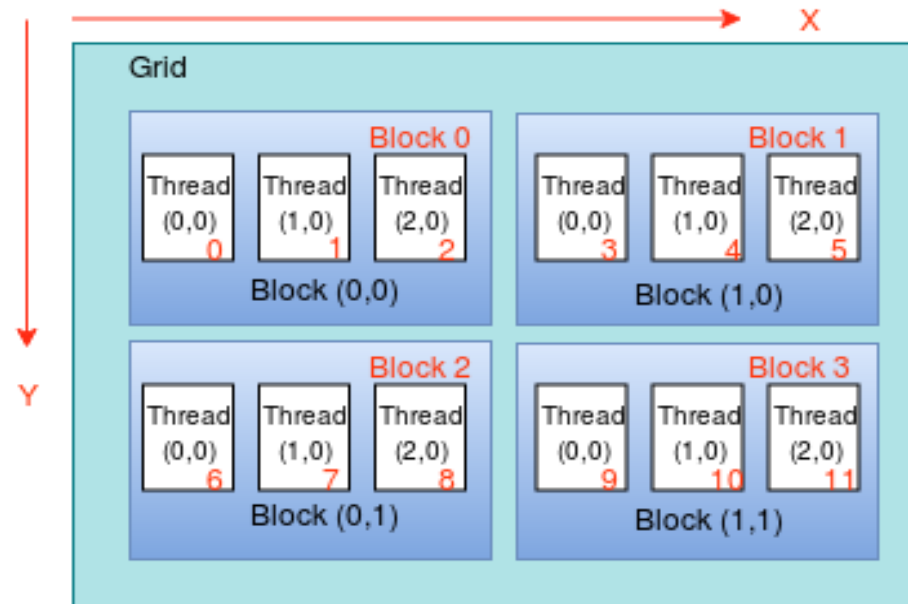 X
Grid
Block 0
Thread
(0,0)
0
Thread
(1,0)
1
Thread
(2,0)
2
Block (0,0)
Block 1
Thread
(0,0)
3
Thread
(1,0)
4
Thread
(2,0)
5
Block (1,0)
Y
Block 2
Thread
(0,0)
6
Thread
(1,0)
7
Thread
(2,0)
8
Block (0,1)
Block 3
Thread
(0,0)
9
Thread
(1,0)
10
Thread
(2,0)
11
Block (1,1)